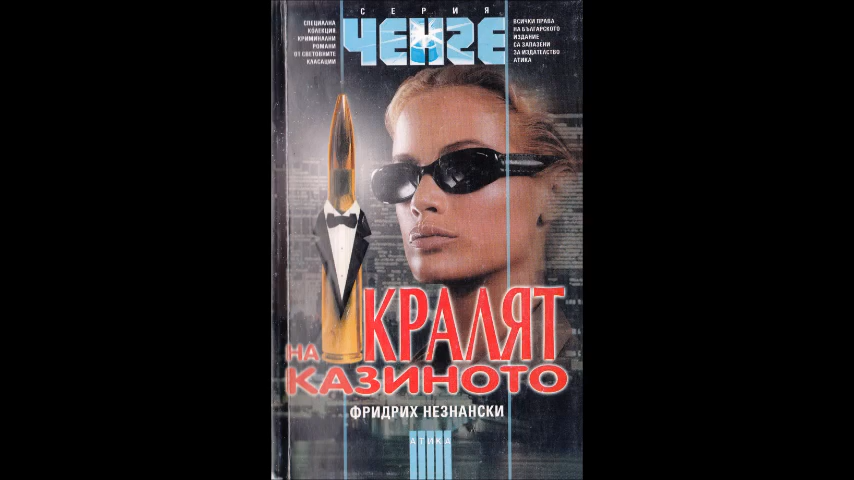 СЕРИЯ
СПЕЦИАЛНА
КОЛЕКЦИЯ
КРИМИНАЛНИ
РОМАНИ
ОТ СВЕТОВНИТЕ
КЛАСАЦИИ
ЧЕНГЕ
ВСИЧКИ ПРАВА
НА БЪЛГАРСКОТО
ИЗДАНИЕ
СА ЗАПАЗЕНИ
ЗА ИЗДАТЕЛСТВО
АТИКА
КРАЛЯТ
НА
КАЗИНОТО
ФРИДРИХ НЕЗНАНСКИ
АТИКА